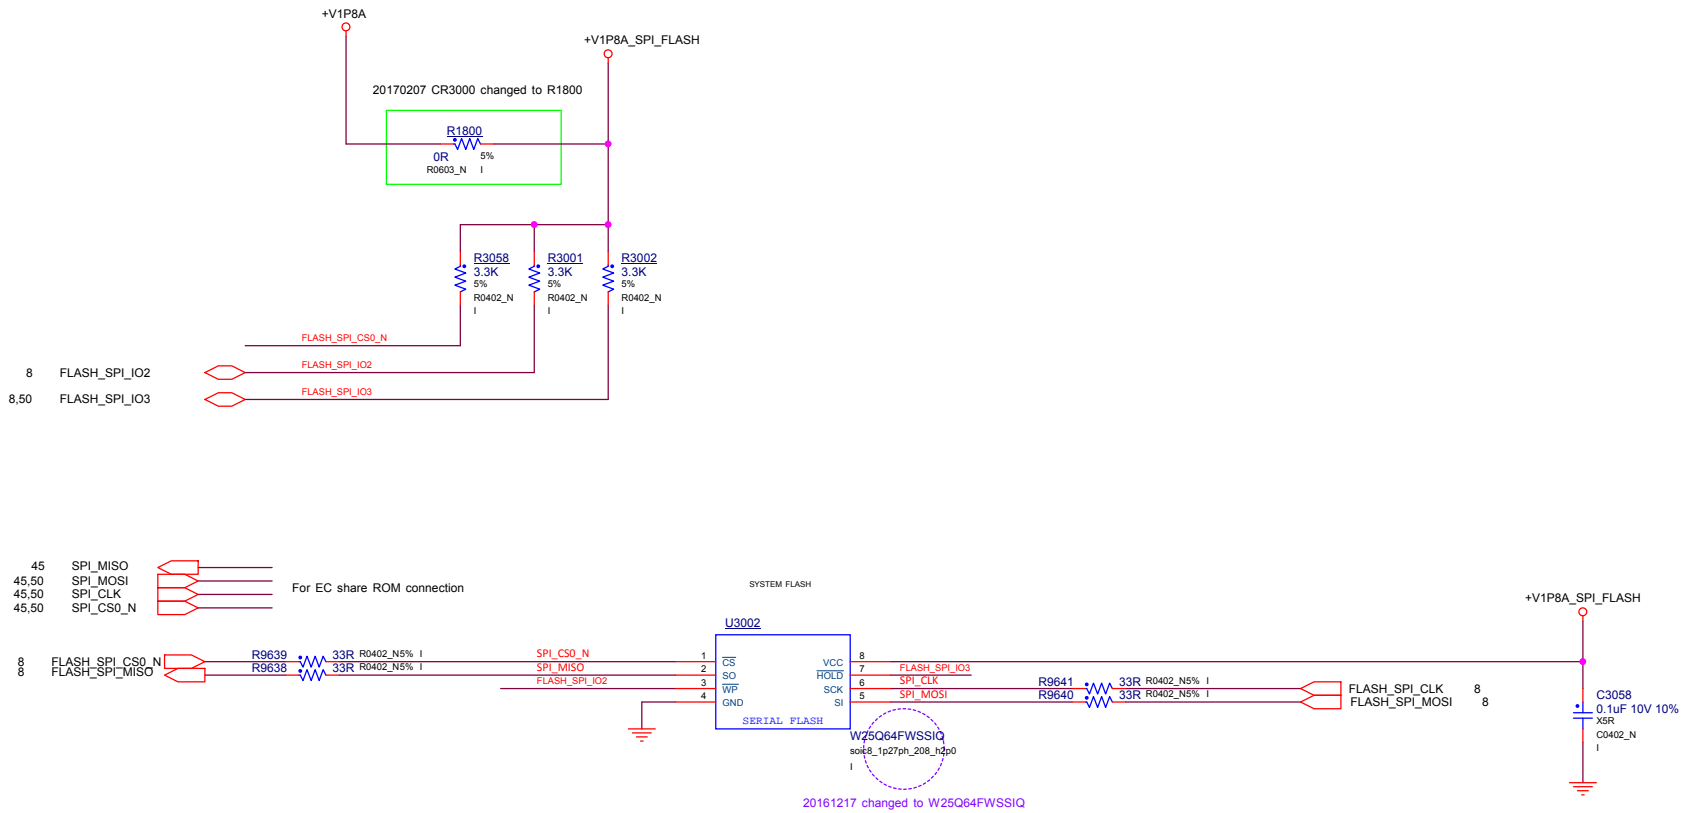 +V1P8A
+V1P8A_SPI_FLASH
20170207 CR3000 changed to R1800
R1800
0R 5%
R0603_N I
R3058 R3001 R3002
3.3K 3.3K 3.3K
5% 5% 5%
R0402_N R0402_N R0402_N
I I I
FLASH_SPI_CS0_N
8 FLASH_SPI_IO2 FLASH_SPI_IO2
8,50 FLASH_SPI_IO3 FLASH_SPI_IO3
45 SPI_MISO
45,50 SPI_MOSI
45,50 SPI_CLK
45,50 SPI_CS0_N
For EC share ROM connection
SYSTEM FLASH
+V1P8A_SPI_FLASH
U3002
8 FLASH_SPI_CS0_N R9639 33R R0402_N5% I SPI_CS0_N 1 CS VCC 8
8 FLASH_SPI_MISO R9638 33R R0402_N5% I SPI_MISO 2 SO HOLD 7 FLASH_SPI_IO3
FLASH_SPI_IO2 3 WP SCK 6 SPI_CLK R9641 33R R0402_N5% I FLASH_SPI_CLK 8
4 GND SI 5 SPI_MOSI R9640 33R R0402_N5% I FLASH_SPI_MOSI 8
SERIAL FLASH
C3058
0.1uF 10V 10%
X5R
C0402_N
I
W25Q64FWSSIQ
soic8_1p27ph_208_h2p0
I
20161217 changed to W25Q64FWSSIQ